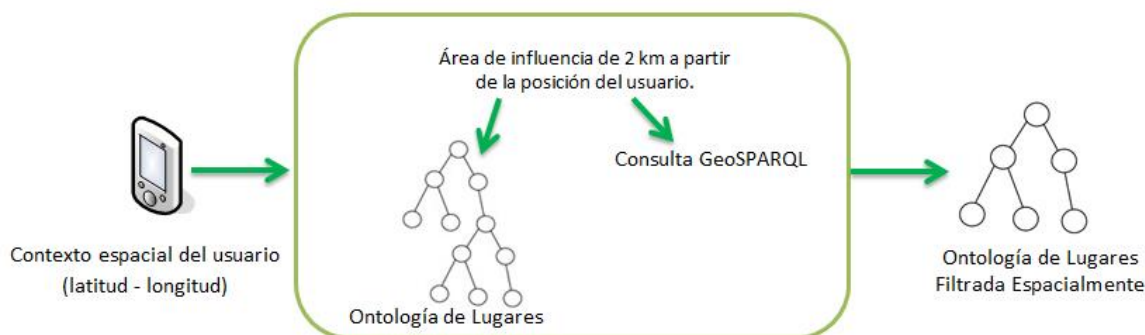 Área de influencia de 2 km a partir
de la posición del usuario.
Consulta GeoSPARQL
Contexto espacial del usuario
(latitud - longitud)
Ontología de Lugares
Ontología de Lugares
Filtrada Espacialmente